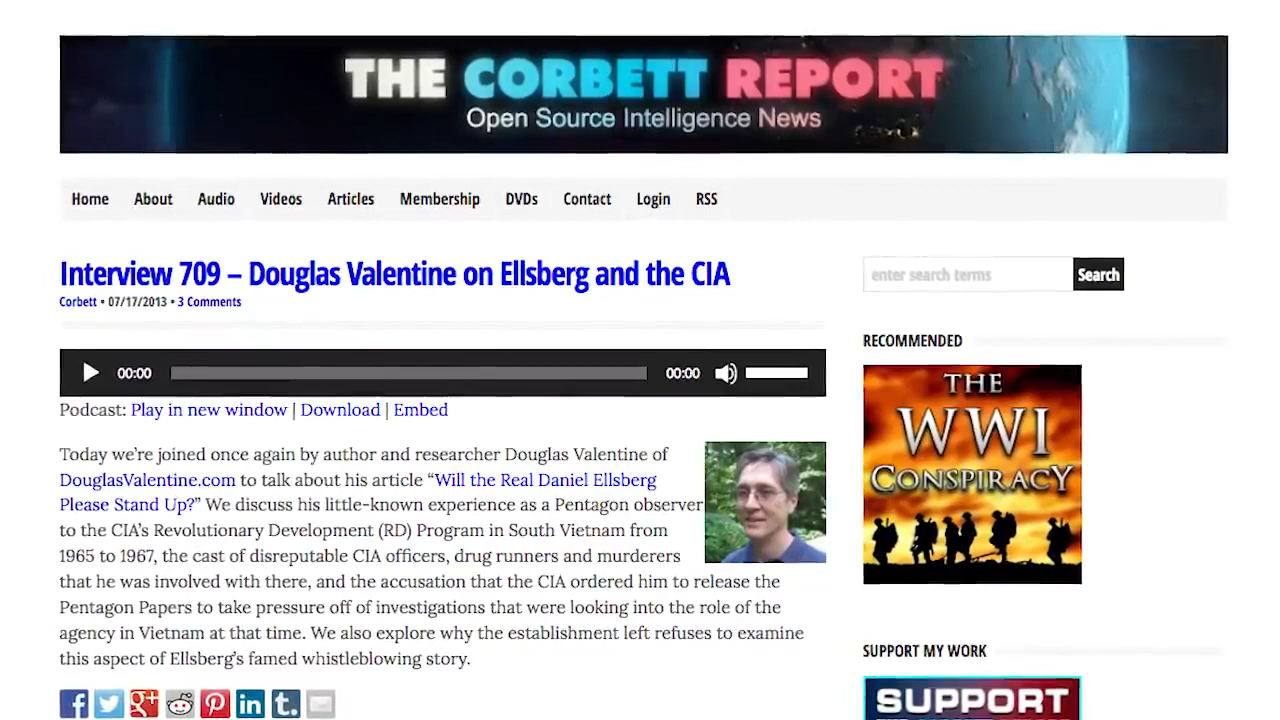 THE CORBETT REPORT
Open Source Intelligence News
Home About Audio Videos Articles Membership DVDs Contact Login RSS
Interview 709 – Douglas Valentine on Ellsberg and the CIA
Corbett • 07/17/2013 • 3 Comments
enter search terms Search
00:00 00:00
Podcast: Play in new window | Download | Embed
Today we're joined once again by author and researcher Douglas Valentine of
DouglasValentine.com to talk about his article “Will the Real Daniel Ellsberg
Please Stand Up?” We discuss his little-known experience as a Pentagon observer
to the CIA's Revolutionary Development (RD) Program in South Vietnam from
1965 to 1967, the cast of disreputable CIA officers, drug runners and murderers
that he was involved with there, and the accusation that the CIA ordered him to release the
Pentagon Papers to take pressure off of investigations that were looking into the role of the
agency in Vietnam at that time. We also explore why the establishment left refuses to examine
this aspect of Ellsberg's famed whistleblowing story.
RECOMMENDED
THE
WWI
CONSPIRACY
SUPPORT MY WORK
SUPPORT